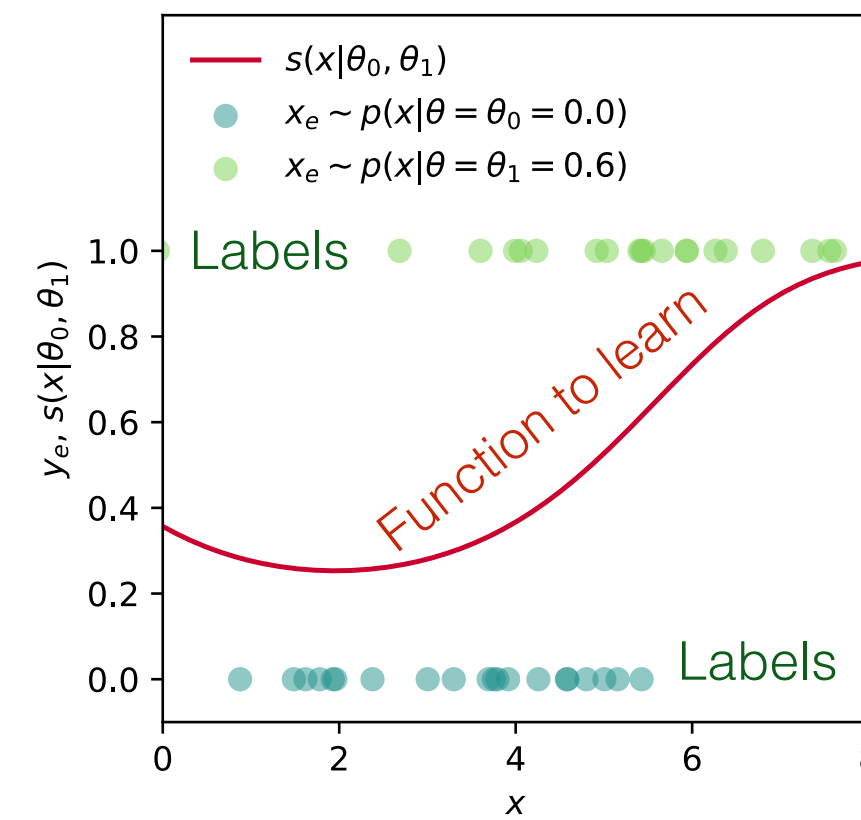 s(x|θ₀, θ₁)
xₑ ~ p(x|θ = θ₀ = 0.0)
xₑ ~ p(x|θ = θ₁ = 0.6)
Labels
1.0
0.8
0.6
0.4
0.2
0.0
yₑ, s(x|θ₀, θ₁)
Function to learn
Labels
0
2
4
6
x